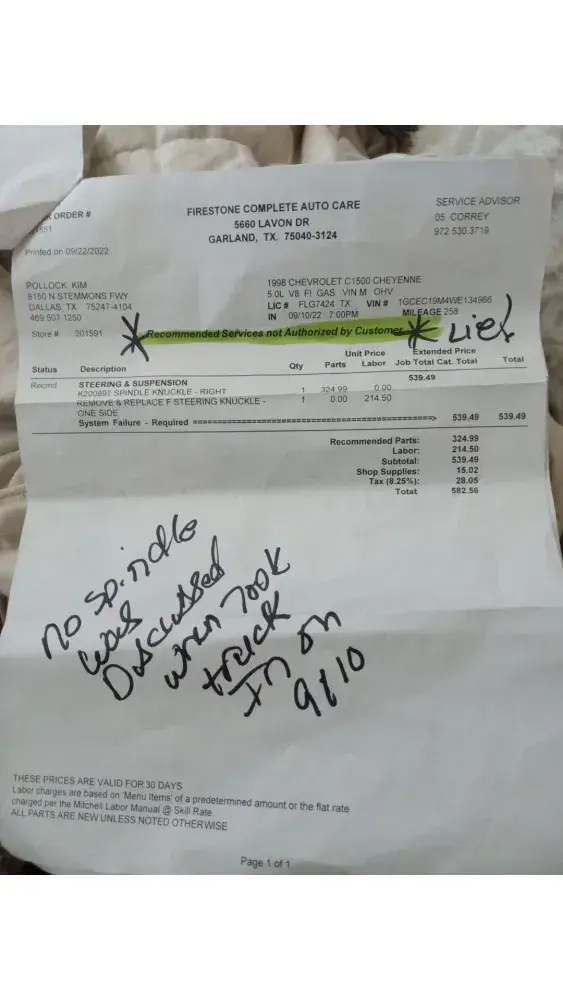 ORDER #
FIRESTONE COMPLETE AUTO CARE
5660 LAVON DR
GARLAND, TX. 75040-3124
SERVICE ADVISOR
05 CORREY
972 530 3719
Printed on 09/22/2022
POLLOCK, KIM
8150 N STEMMONS FWY
DALLAS, TX 75247-4104
469 907 1250
Store # 301591
1998 CHEVROLET C1500 CHEYENNE
5.0L V8 FI GAS VIN M OHV
LIC # FLG7424 TX VIN # 1GCEC19M4WE134966
IN 09/10/22 7:00PM MILEAGE 258
* Recommended Services not Authorized by Customer * Lies!
Status Description Qty Unit Price Parts Labor Extended Price Job Total Cat. Total Total
Recmd STEERING & SUSPENSION 539.49
K200897 SPINDLE KNUCKLE - RIGHT 1 324.99 0.00
REMOVE & REPLACE F STEERING KNUCKLE - 1 0.00 214.50
ONE SIDE
System Failure - Required ==================================================> 539.49 539.49
Recommended Parts: 324.99
Labor: 214.50
Subtotal: 539.49
Shop Supplies: 15.02
Tax (8.25%): 28.05
Total 582.56
no spindle
was
Discussed
when Took
truck
In on
9/10
THESE PRICES ARE VALID FOR 30 DAYS
Labor charges are based on 'Menu Items' of a predetermined amount or the flat rate
charged per the Mitchell Labor Manual @ Skill Rate.
ALL PARTS ARE NEW UNLESS NOTED OTHERWISE
Page 1 of 1